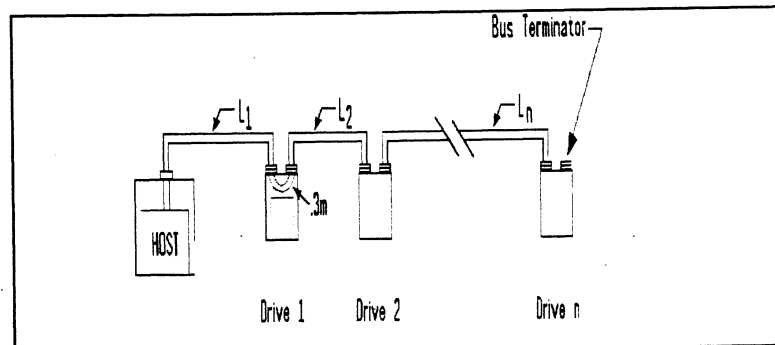 Bus Terminator
L1
L2
Ln
.3m
HOST
Drive 1
Drive 2
Drive n